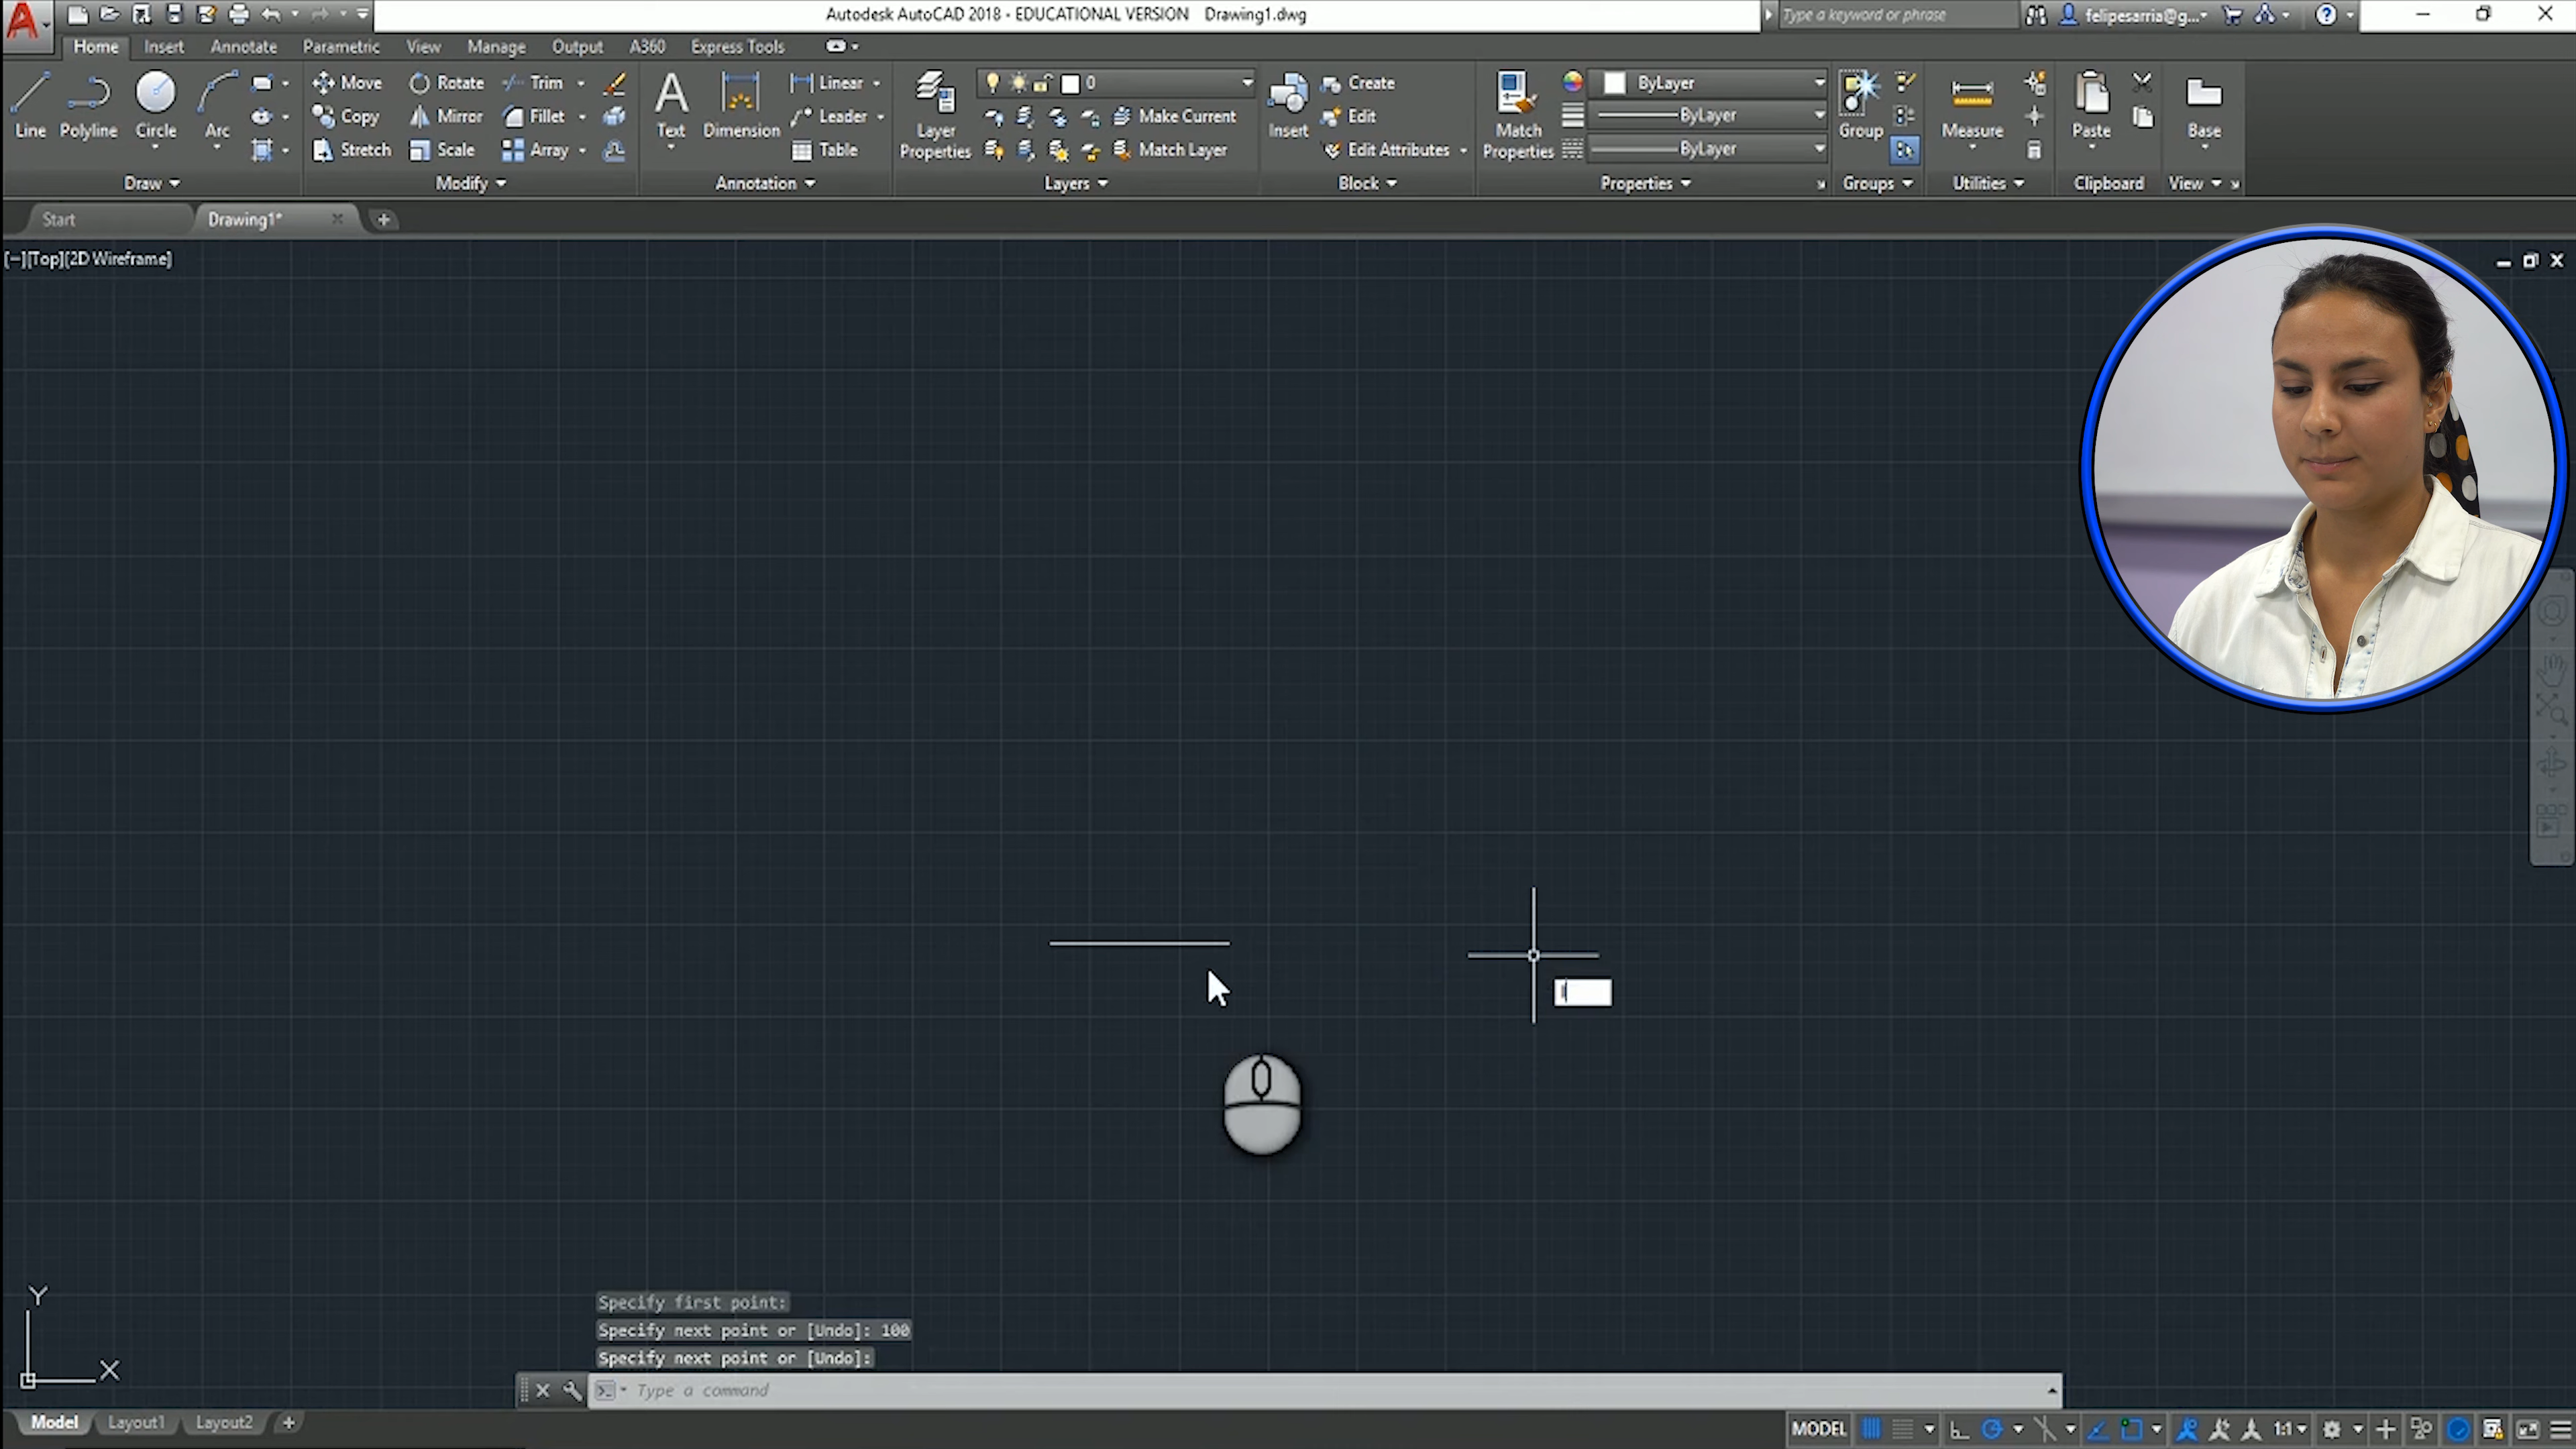 Autodesk AutoCAD 2018 - EDUCATIONAL VERSION Drawing1.dwg
Type a keyword or phrase
felipesarria@g...
Home Insert Annotate Parametric View Manage Output A360 Express Tools
Move Rotate Trim Linear 0 Create ByLayer
Copy Mirror Fillet Leader Make Current Edit ByLayer
Line Polyline Circle Arc Text Dimension Layer Properties Insert Match Properties Group Measure Paste Base
Stretch Scale Array Table Match Layer Edit Attributes ByLayer
Draw Modify Annotation Layers Block Properties Groups Utilities Clipboard View
Start Drawing1*
[−][Top][2D Wireframe]
Y
X
Specify first point:
Specify next point or [Undo]: 100
Specify next point or [Undo]:
Type a command
Model Layout1 Layout2
MODEL 1:1